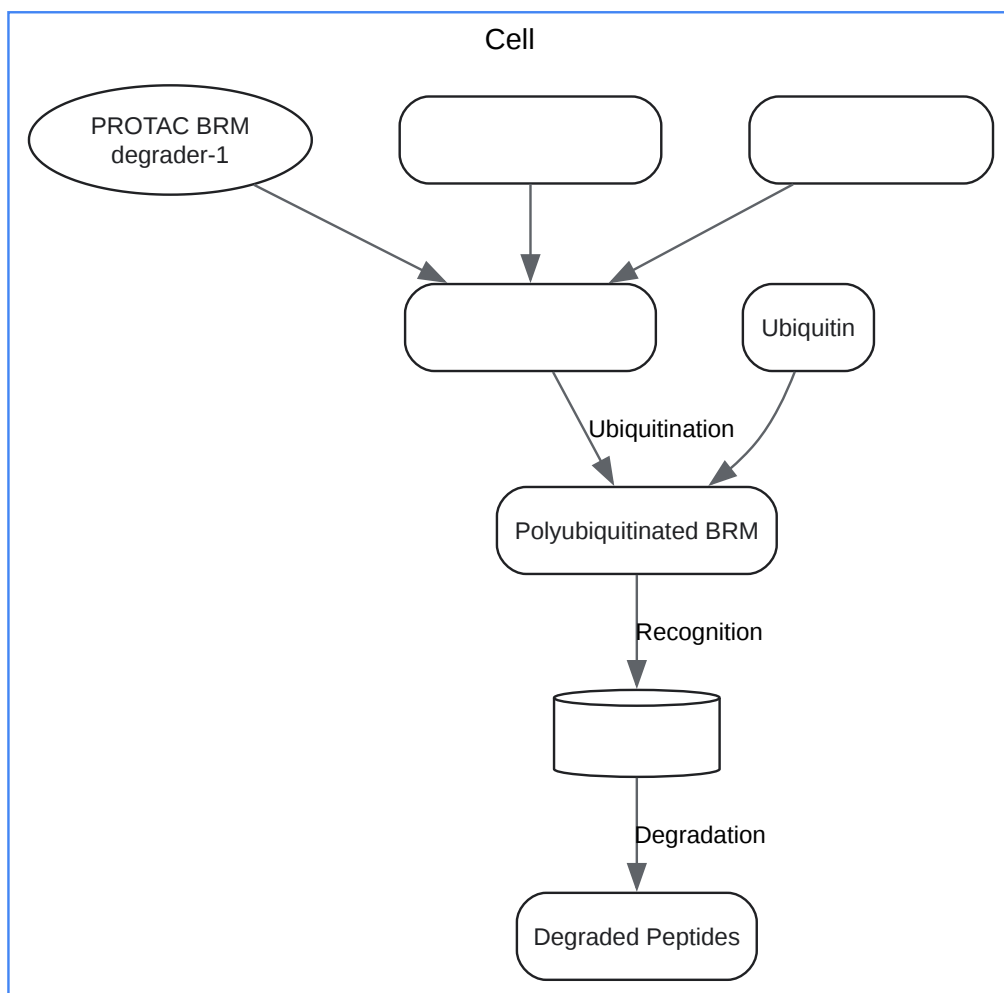 Cell
PROTAC BRM
degrader-1
Ubiquitin
Ubiquitination
Polyubiquitinated BRM
Recognition
Degradation
Degraded Peptides